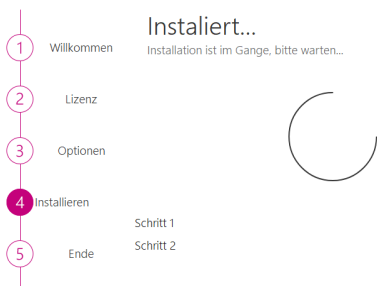 Instaliert...
Installation ist im Gange, bitte warten...
1 Willkommen
2 Lizenz
3 Optionen
4 Installieren
Schritt 1
Schritt 2
5 Ende